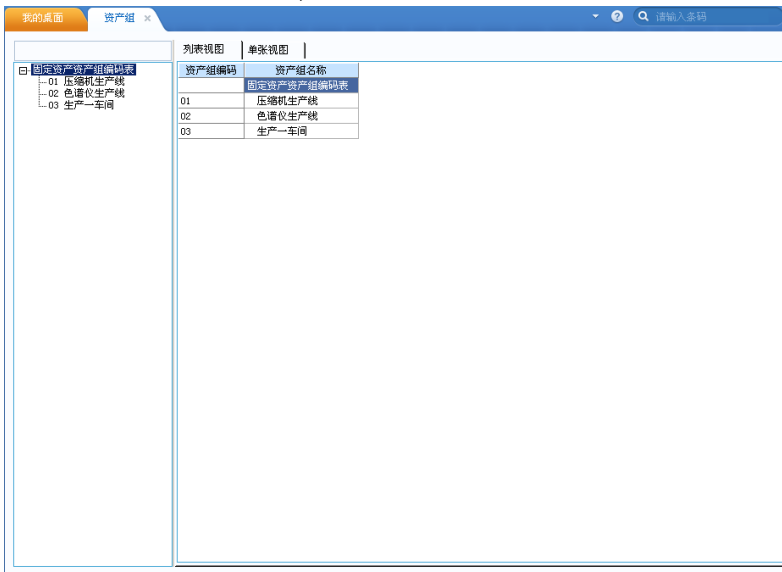 我的桌面 资产组 请输入条码
列表视图 单张视图
固定资产资产组编码表
01 压缩机生产线
02 色谱仪生产线
03 生产一车间
资产组编码 资产组名称
固定资产资产组编码表
01 压缩机生产线
02 色谱仪生产线
03 生产一车间